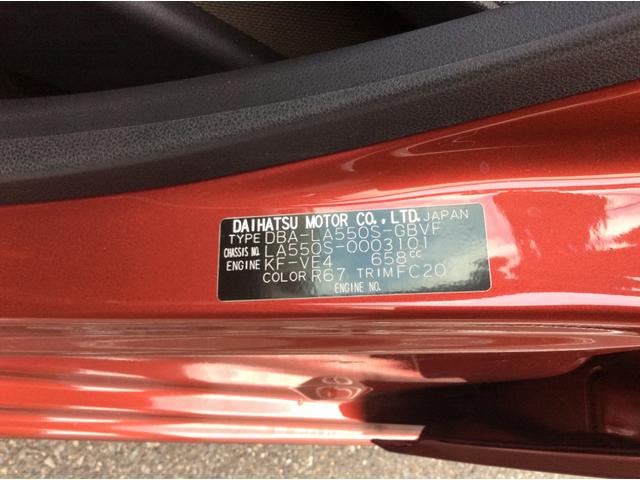 DAIHATSU MOTOR CO., LTD. JAPAN
TYPE DBA-LA550S-GBVF
CHASSIS NO. LA550S-0003101
ENGINE KF-VE4 658cc
COLOR R67 TRIM FC20
ENGINE NO.